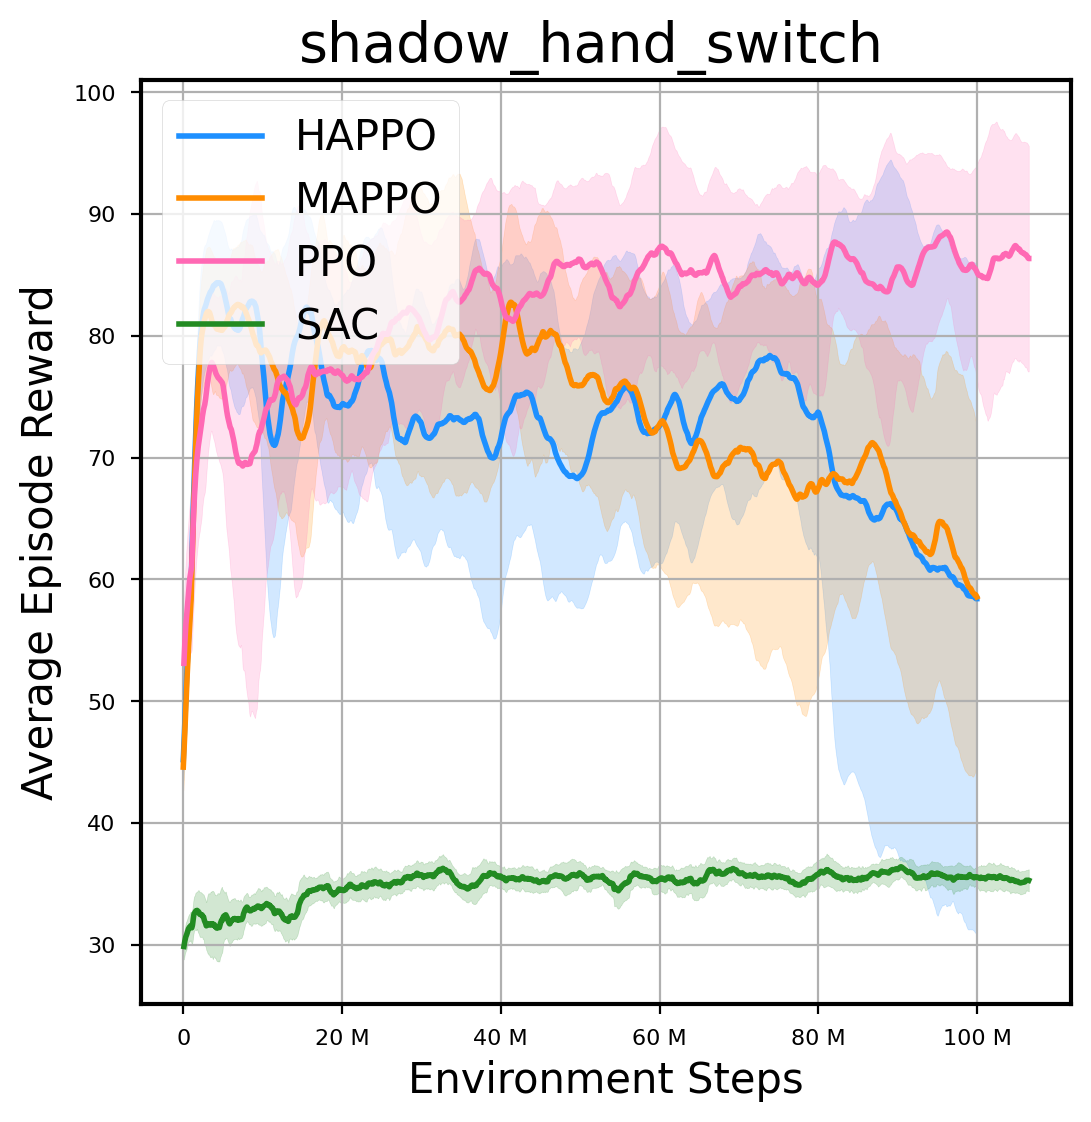 shadow_hand_switch
HAPPO
MAPPO
PPO
SAC
Average Episode Reward
100
90
80
70
60
50
40
30
0
20 M
40 M
60 M
80 M
100 M
Environment Steps